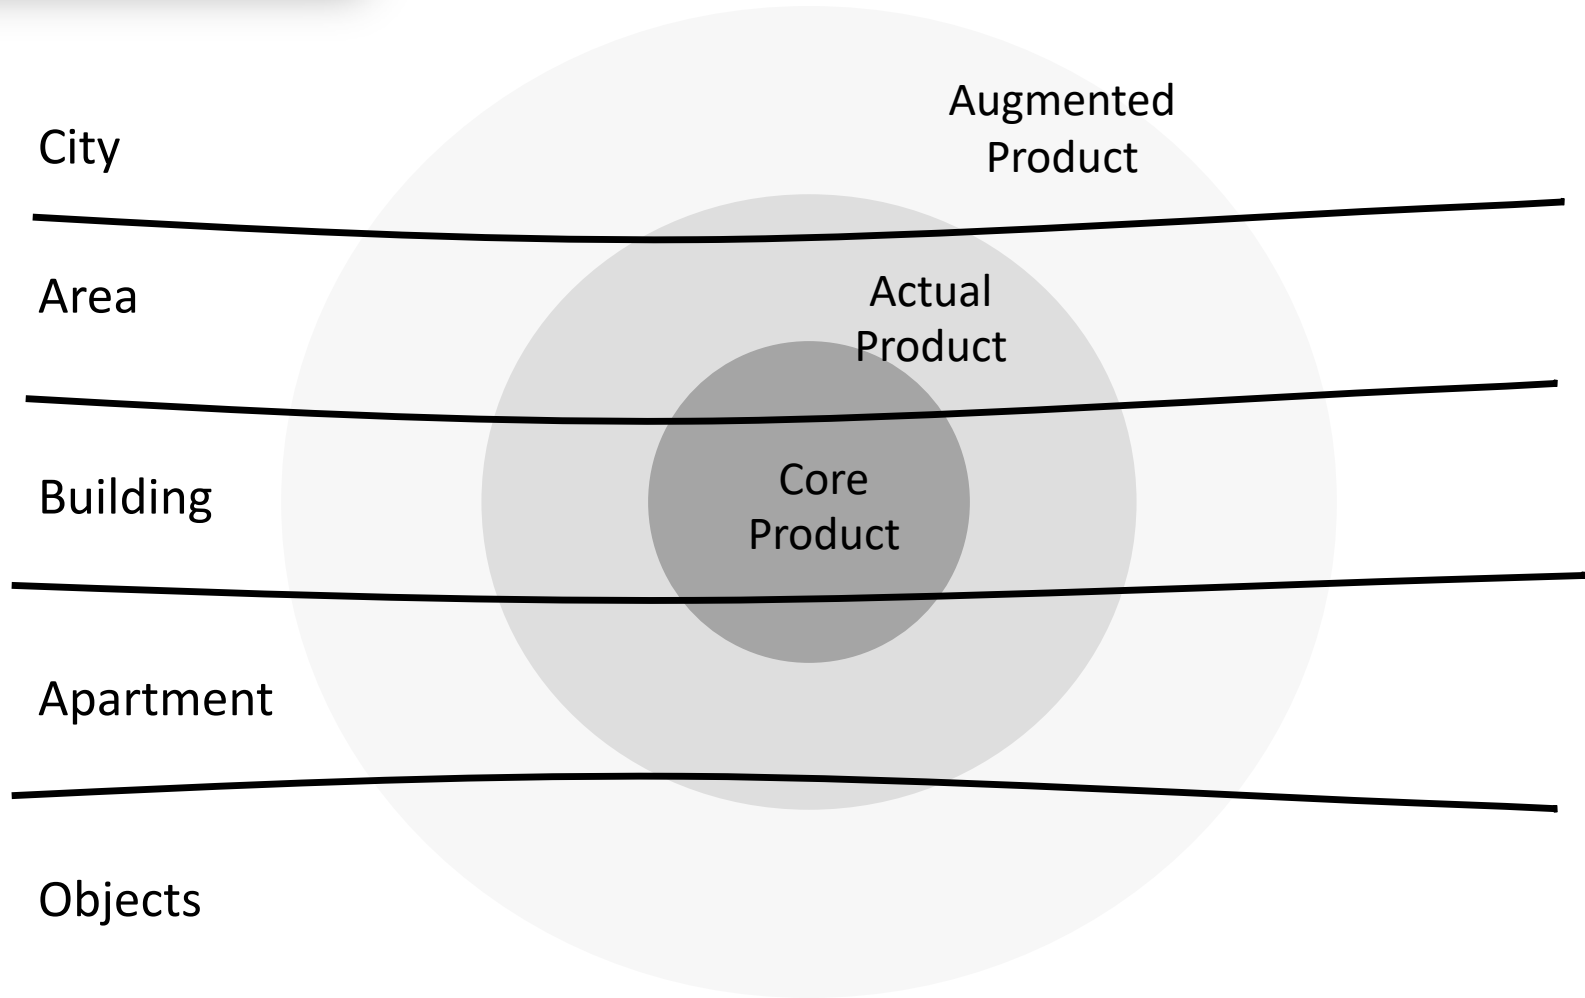 Augmented
Product
City
Area
Actual
Product
Building
Core
Product
Apartment
Objects